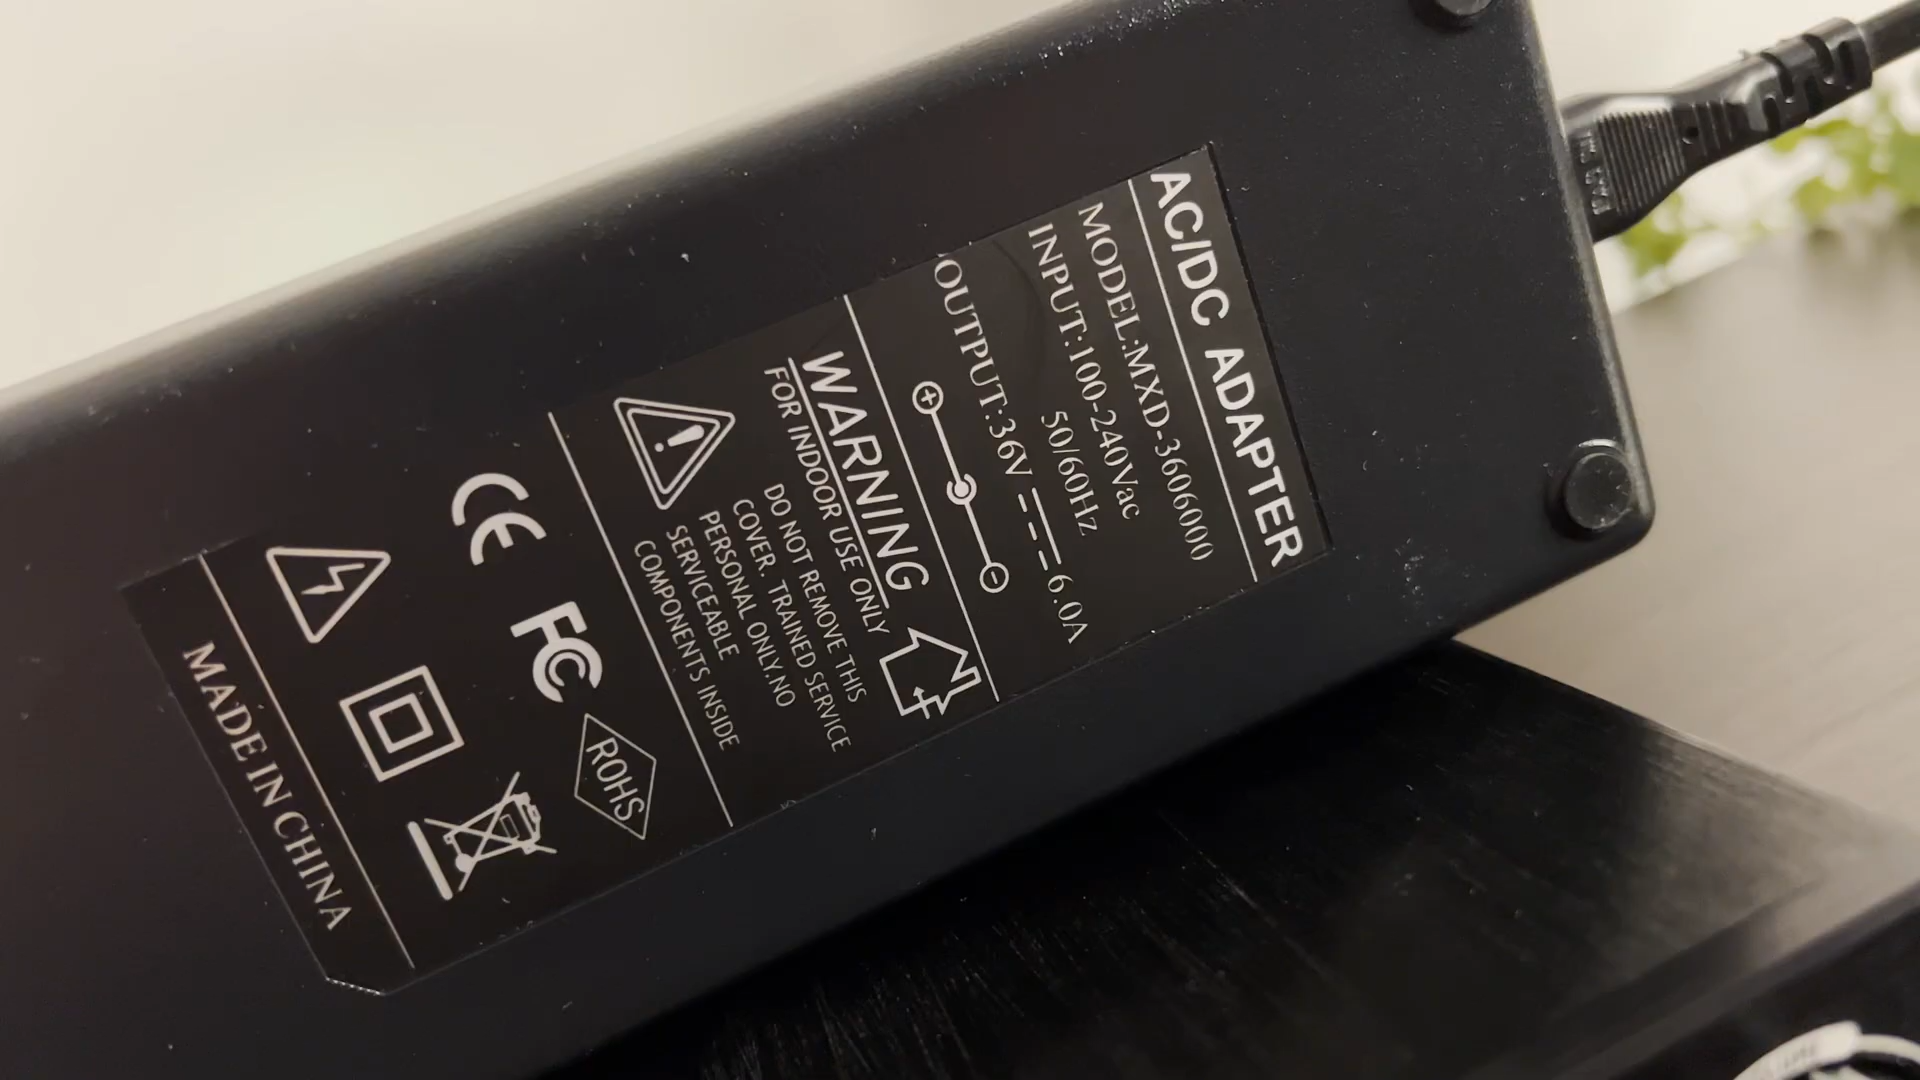 AC/DC ADAPTER
MODEL:MXD-3606000
INPUT:100-240Vac
50/60Hz
OUTPUT:36V 6.0A
WARNING
FOR INDOOR USE ONLY
DO NOT REMOVE THIS
COVER. TRAINED SERVICE
PERSONAL ONLY.NO
SERVICEABLE
COMPONENTS INSIDE
CE FC ROHS
MADE IN CHINA